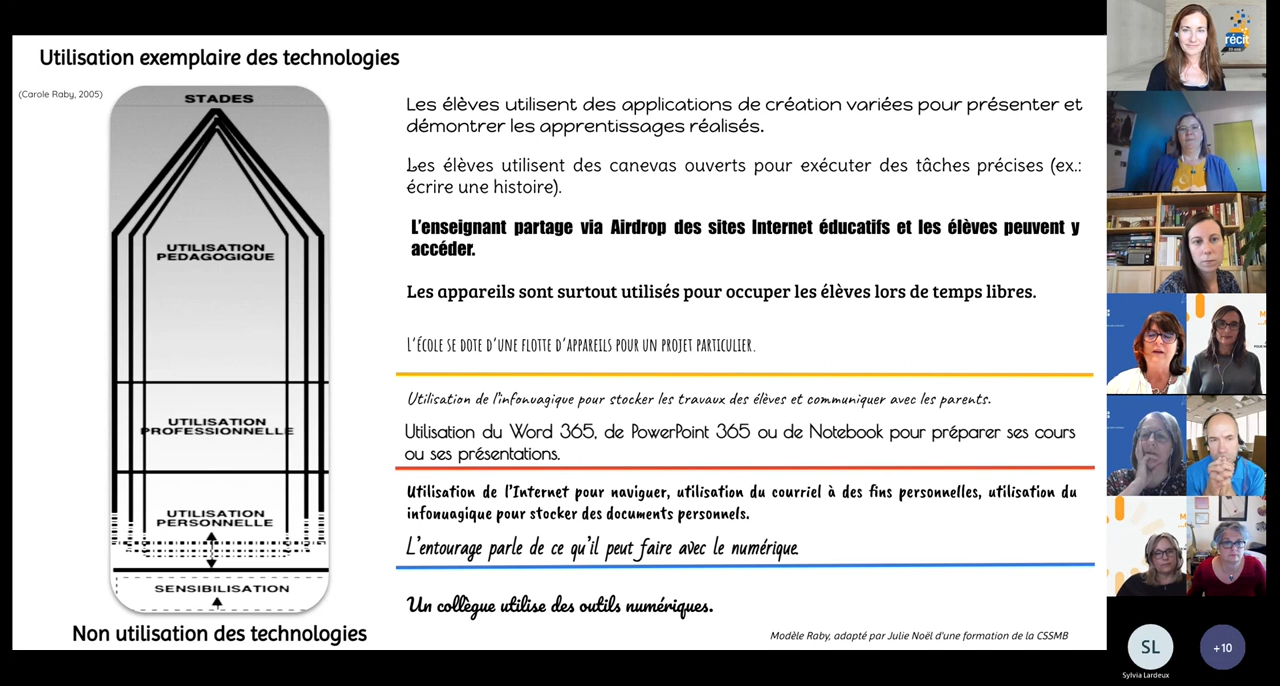 Utilisation exemplaire des technologies
(Carole Raby, 2005)
STADES
UTILISATION
PEDAGOGIQUE
UTILISATION
PROFESSIONNELLE
UTILISATION
PERSONNELLE
SENSIBILISATION
Non utilisation des technologies
Les élèves utilisent des applications de création variées pour présenter et
démontrer les apprentissages réalisés.
Les élèves utilisent des canevas ouverts pour exécuter des tâches précises (ex.:
écrire une histoire).
L'enseignant partage via Airdrop des sites Internet éducatifs et les élèves peuvent y
accéder.
Les appareils sont surtout utilisés pour occuper les élèves lors de temps libres.
L'école se dote d'une flotte d'appareils pour un projet particulier.
Utilisation de l'infonuagique pour stocker les travaux des élèves et communiquer avec les parents.
Utilisation du Word 365, de PowerPoint 365 ou de Notebook pour préparer ses cours
ou ses présentations.
Utilisation de l'Internet pour naviguer, utilisation du courriel à des fins personnelles, utilisation du
infonuagique pour stocker des documents personnels.
L'entourage parle de ce qu'il peut faire avec le numérique.
Un collègue utilise des outils numériques.
Modèle Raby, adapté par Julie Noël d'une formation de la CSSMB
récit
SL
Sylvia Lardeux
+10